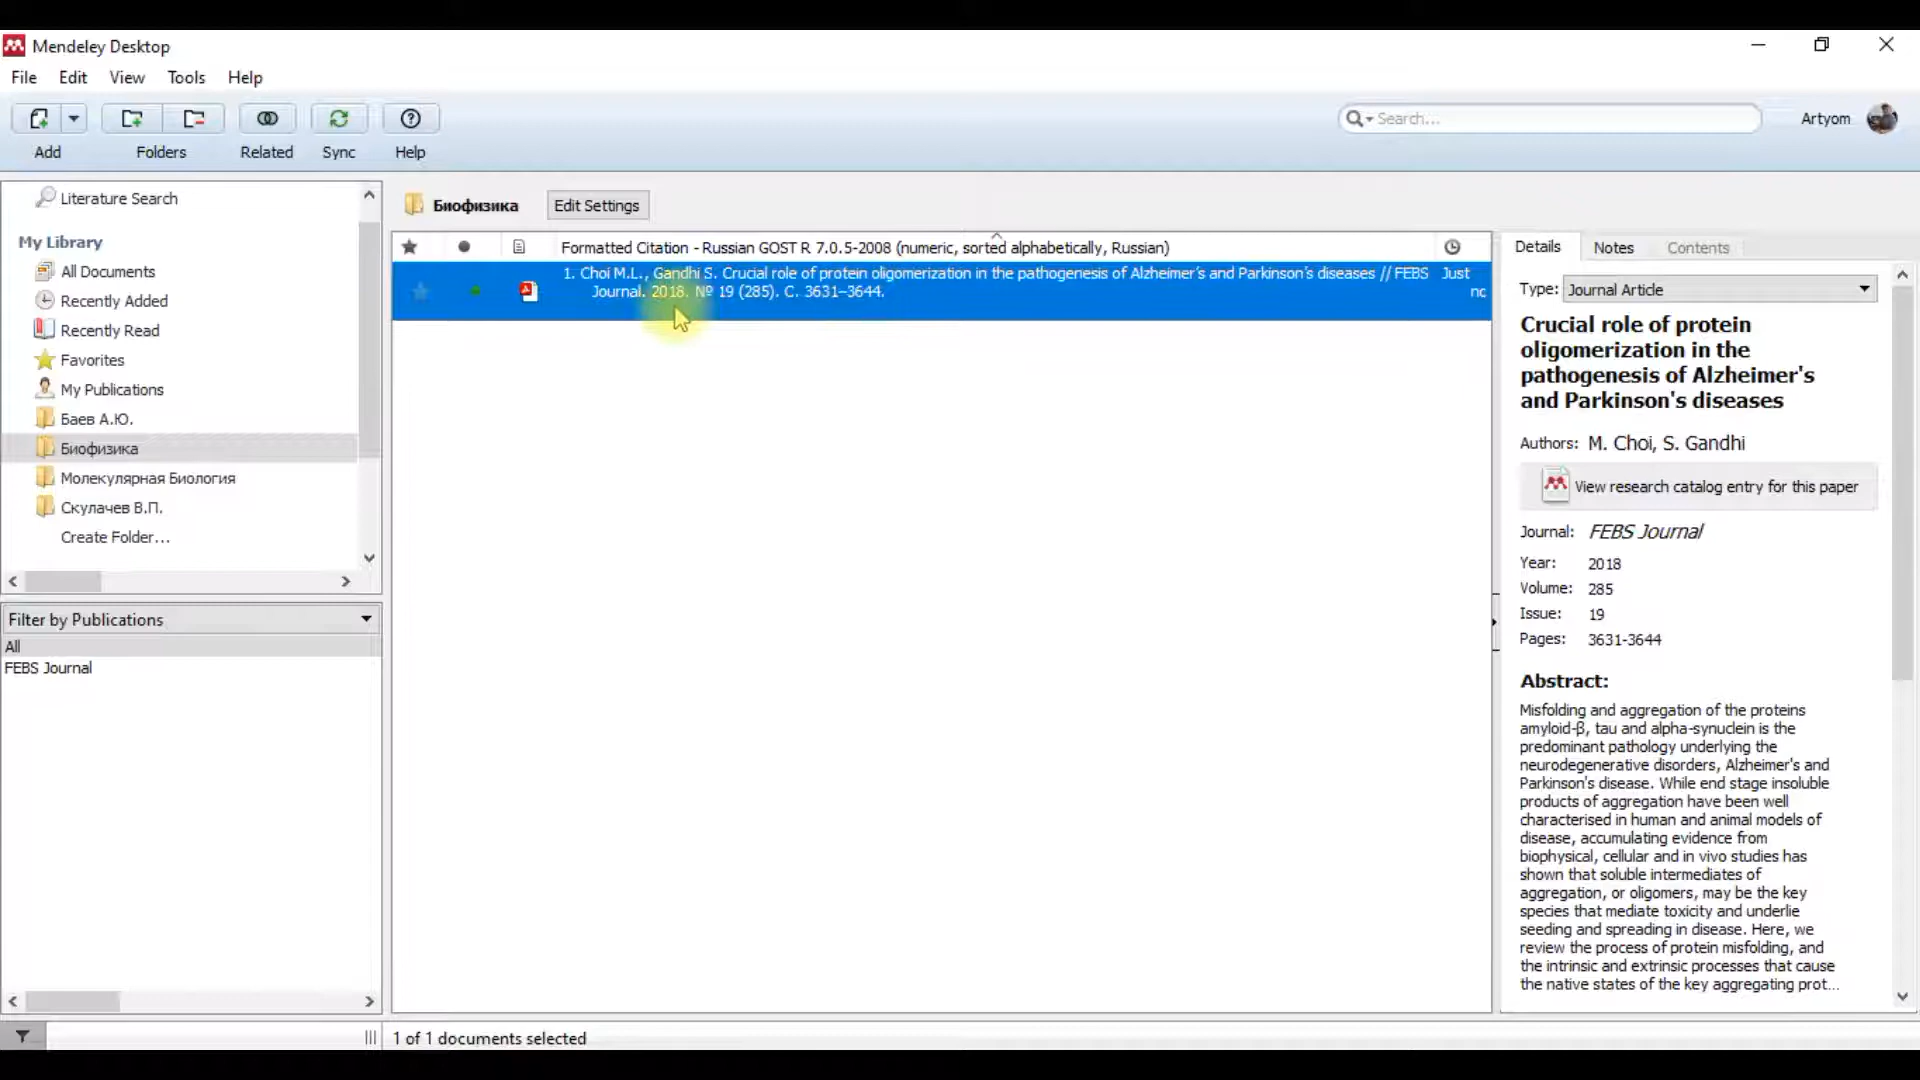 Mendeley Desktop
File Edit View Tools Help
Search...
Artyom
Add Folders Related Sync Help
Literature Search
My Library
All Documents
Recently Added
Recently Read
Favorites
My Publications
Баев А.Ю.
Биофизика
Молекулярная Биология
Скулачев В.П.
Create Folder...
Filter by Publications
All
FEBS Journal
Биофизика
Edit Settings
Formatted Citation - Russian GOST R 7.0.5-2008 (numeric, sorted alphabetically, Russian)
1. Choi M.L., Gandhi S. Crucial role of protein oligomerization in the pathogenesis of Alzheimer's and Parkinson's diseases // FEBS
Journal. 2018. № 19 (285). С. 3631–3644.
Just
nc
1 of 1 documents selected
Details Notes Contents
Type: Journal Article
Crucial role of protein
oligomerization in the
pathogenesis of Alzheimer's
and Parkinson's diseases
Authors: M. Choi, S. Gandhi
View research catalog entry for this paper
Journal: FEBS Journal
Year: 2018
Volume: 285
Issue: 19
Pages: 3631-3644
Abstract:
Misfolding and aggregation of the proteins
amyloid-β, tau and alpha-synuclein is the
predominant pathology underlying the
neurodegenerative disorders, Alzheimer's and
Parkinson's disease. While end stage insoluble
products of aggregation have been well
characterised in human and animal models of
disease, accumulating evidence from
biophysical, cellular and in vivo studies has
shown that soluble intermediates of
aggregation, or oligomers, may be the key
species that mediate toxicity and underlie
seeding and spreading in disease. Here, we
review the process of protein misfolding, and
the intrinsic and extrinsic processes that cause
the native states of the key aggregating prot...